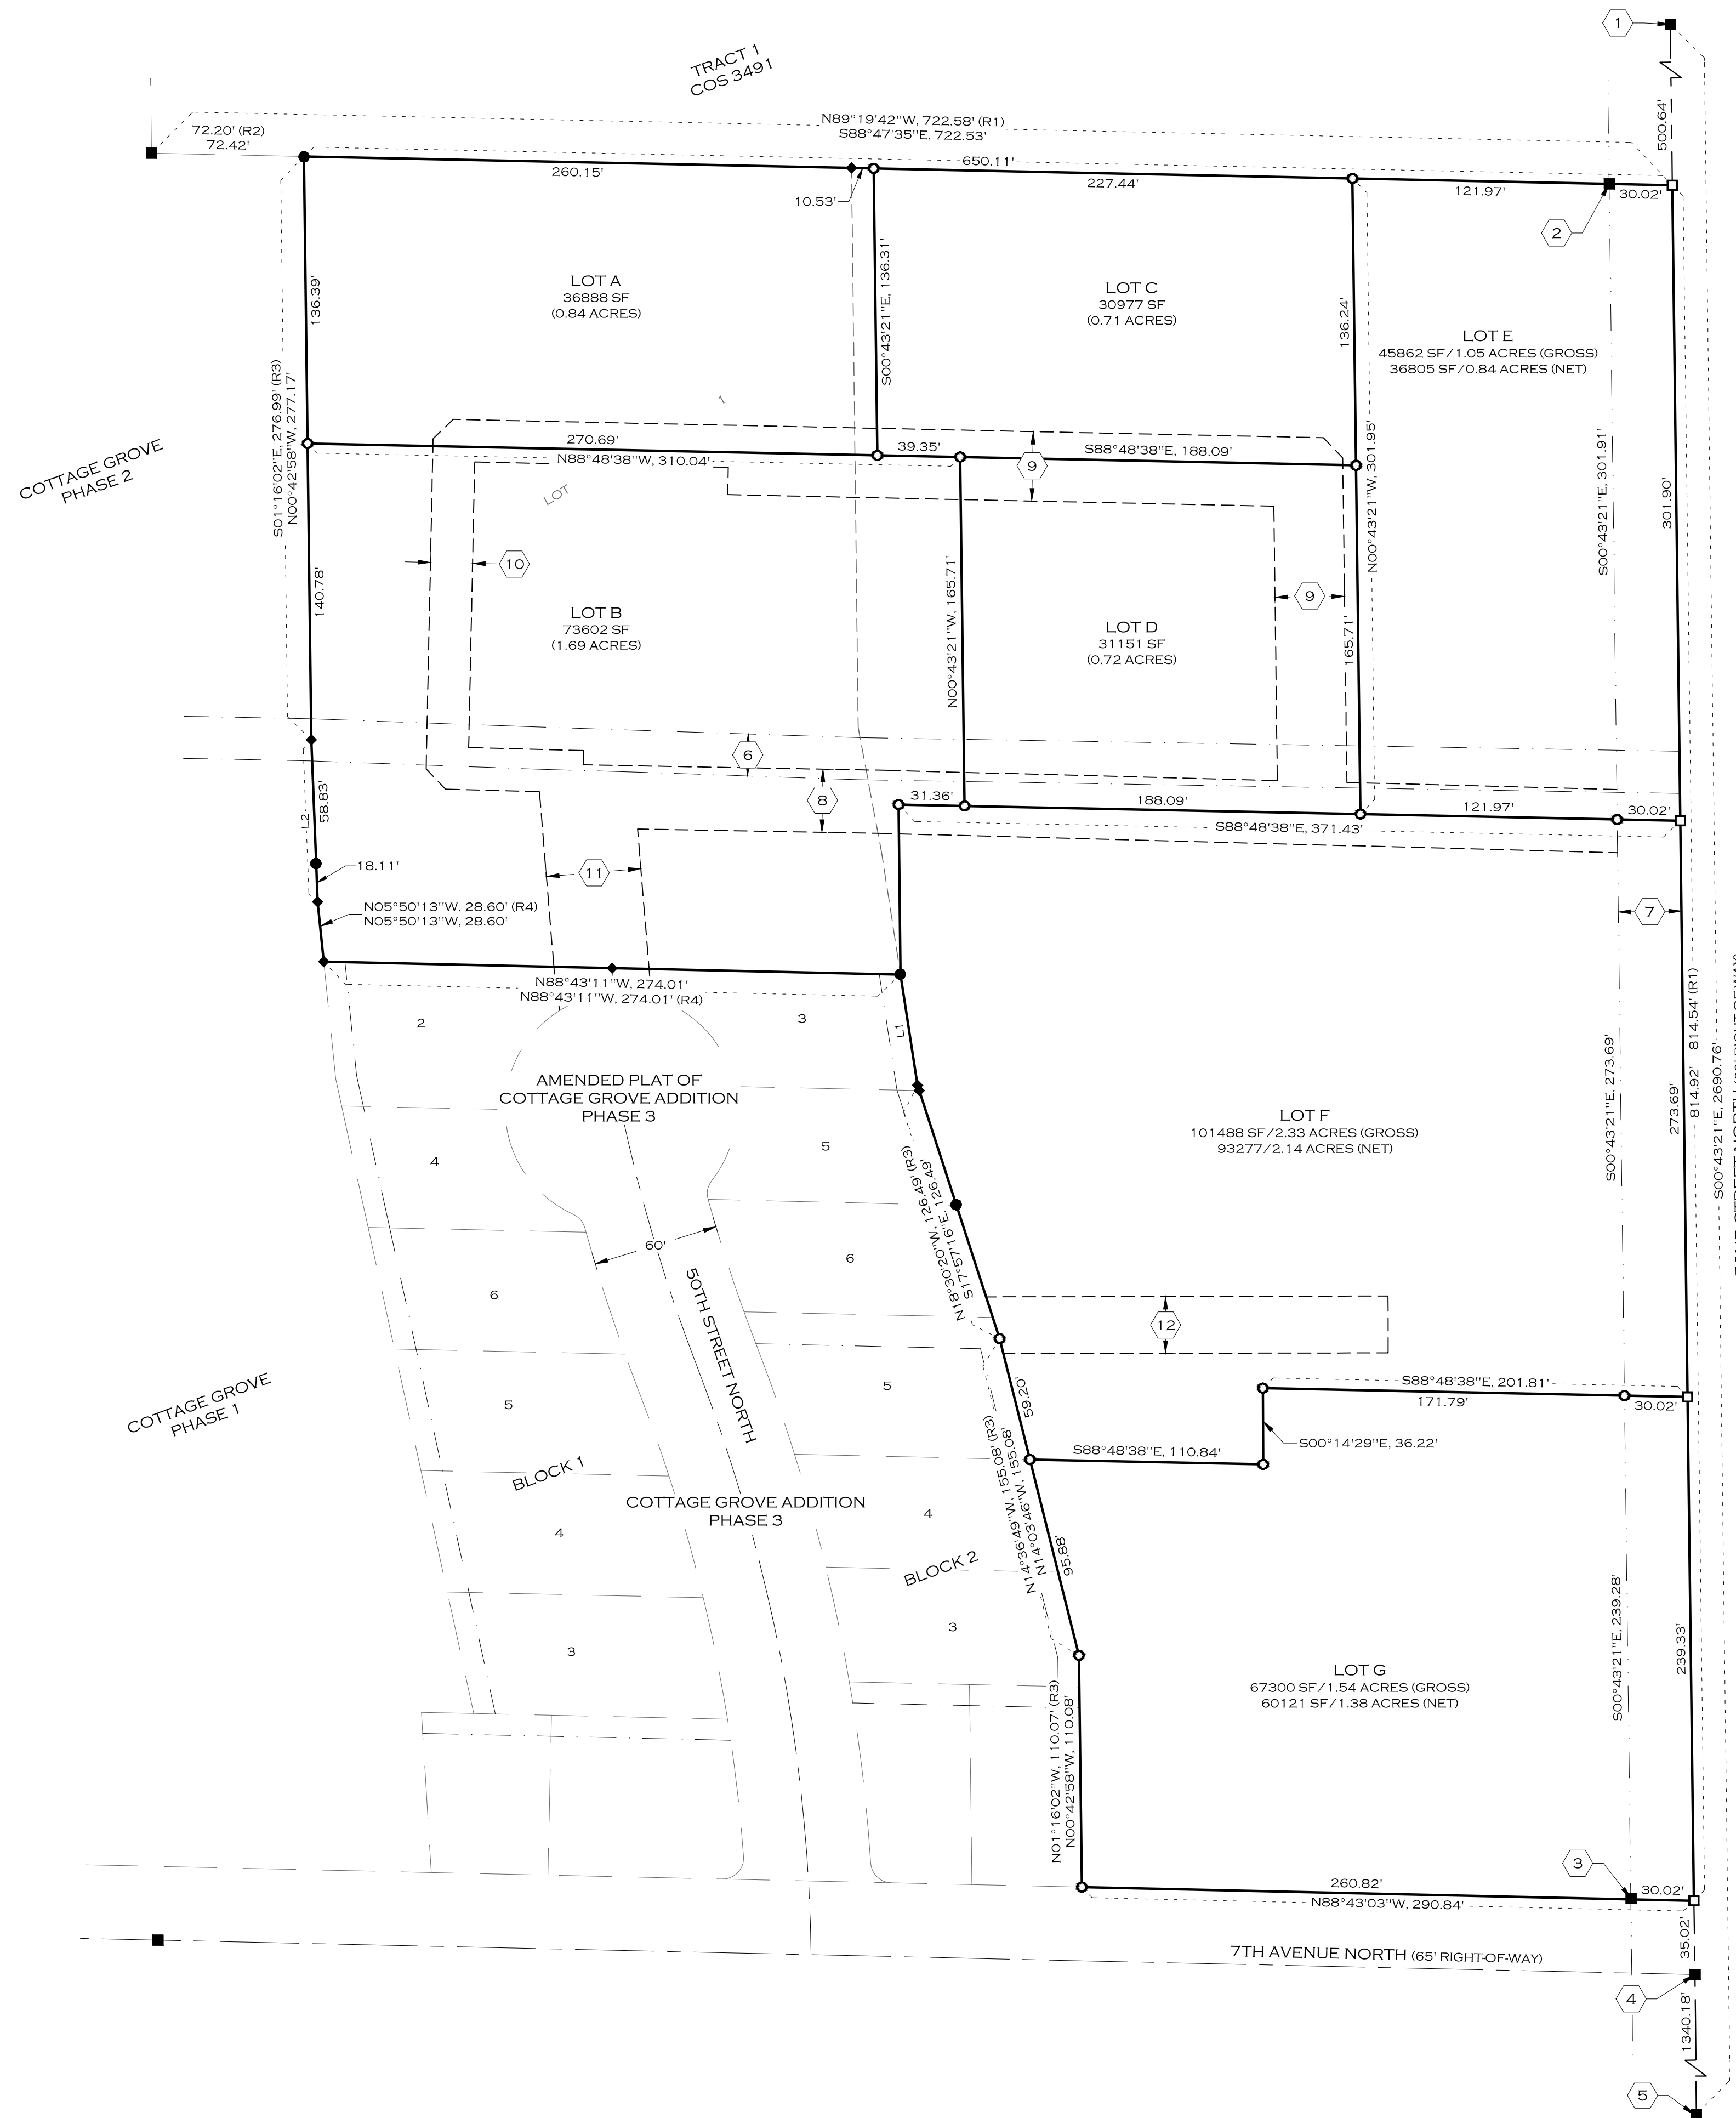 1
TRACT 1
COS 3491
72.20' (R2)
72.42'
N89°19'42"W, 722.58' (R1)
S88°47'35"E, 722.53'
500.64'
650.11'
260.15'
10.53'
227.44'
121.97'
30.02'
2
136.39'
S00°43'21"E, 136.31'
136.24'
LOT A
36888 SF
(0.84 ACRES)
LOT C
30977 SF
(0.71 ACRES)
LOT E
45862 SF/1.05 ACRES (GROSS)
36805 SF/0.84 ACRES (NET)
S01°16'02"E, 276.99' (R3)
N00°42'58"W, 277.17'
COTTAGE GROVE
PHASE 2
1
270.69'
N88°48'38"W, 310.04'
39.35'
S88°48'38"E, 188.09'
9
LOT
N00°43'21"W, 301.95'
S00°43'21"E, 301.91'
301.90'
10
140.78'
LOT B
73602 SF
(1.69 ACRES)
N00°43'21"W, 165.71'
LOT D
31151 SF
(0.72 ACRES)
9
165.71'
6
8
L2
58.83'
31.36'
188.09'
121.97'
30.02'
S88°48'38"E, 371.43'
18.11'
11
N05°50'13"W, 28.60' (R4)
N05°50'13"W, 28.60'
7
N88°43'11"W, 274.01'
N88°43'11"W, 274.01' (R4)
2
3
L1
814.54' (R1)
814.92'
S00°43'21"E, 2690.76'
AMENDED PLAT OF
COTTAGE GROVE ADDITION
PHASE 3
5
4
LOT F
101488 SF/2.33 ACRES (GROSS)
93277/2.14 ACRES (NET)
S00°43'21"E, 273.69'
273.69'
N18°30'20"W, 126.49' (R3)
S17°57'16"E, 126.49'
60'
6
6
50TH STREET NORTH
12
5
5
COTTAGE GROVE
PHASE 1
59.20'
S88°48'38"E, 201.81'
171.79'
30.02'
S88°48'38"E, 110.84'
S00°14'29"E, 36.22'
BLOCK 1
COTTAGE GROVE ADDITION
PHASE 3
N14°36'49"W, 155.08' (R3)
N14°03'46"W, 155.08'
4
4
95.88'
BLOCK 2
3
3
S00°43'21"E, 239.28'
239.33'
LOT G
67300 SF/1.54 ACRES (GROSS)
60121 SF/1.38 ACRES (NET)
N01°16'02"W, 110.07' (R3)
N00°42'58"W, 110.08'
3
260.82'
30.02'
N88°43'03"W, 290.84'
35.02'
7TH AVENUE NORTH (65' RIGHT-OF-WAY)
4
1340.18'
5